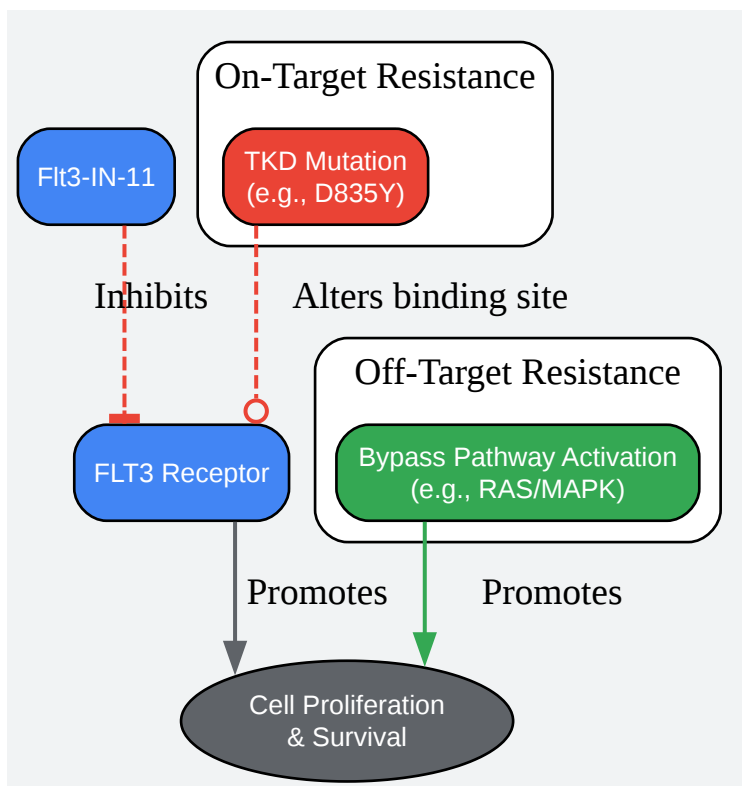 On-Target Resistance
Flt3-IN-11
TKD Mutation
(e.g., D835Y)
Inhibits
Alters binding site
Off-Target Resistance
FLT3 Receptor
Bypass Pathway Activation
(e.g., RAS/MAPK)
Promotes
Promotes
Cell Proliferation
& Survival